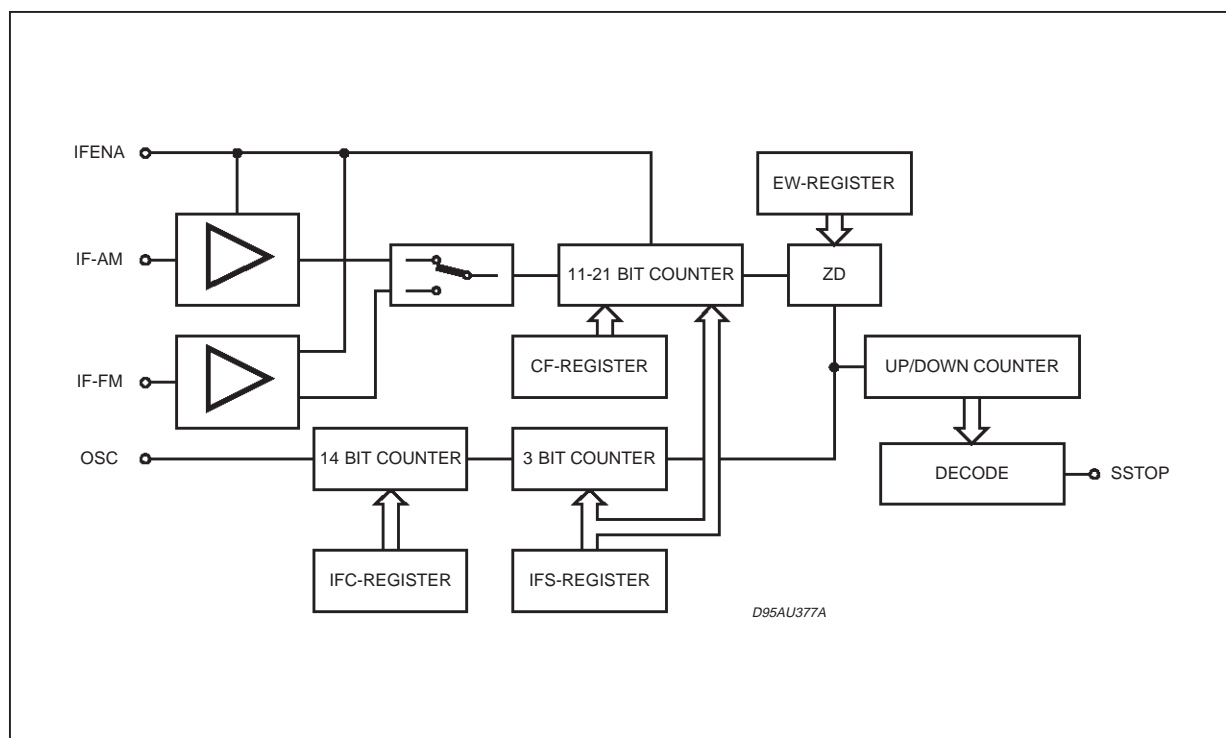 IFENA
EW-REGISTER
IF-AM
11-21 BIT COUNTER
ZD
IF-FM
CF-REGISTER
UP/DOWN COUNTER
OSC
14 BIT COUNTER
3 BIT COUNTER
DECODE
SSTOP
IFC-REGISTER
IFS-REGISTER
D95AU377A